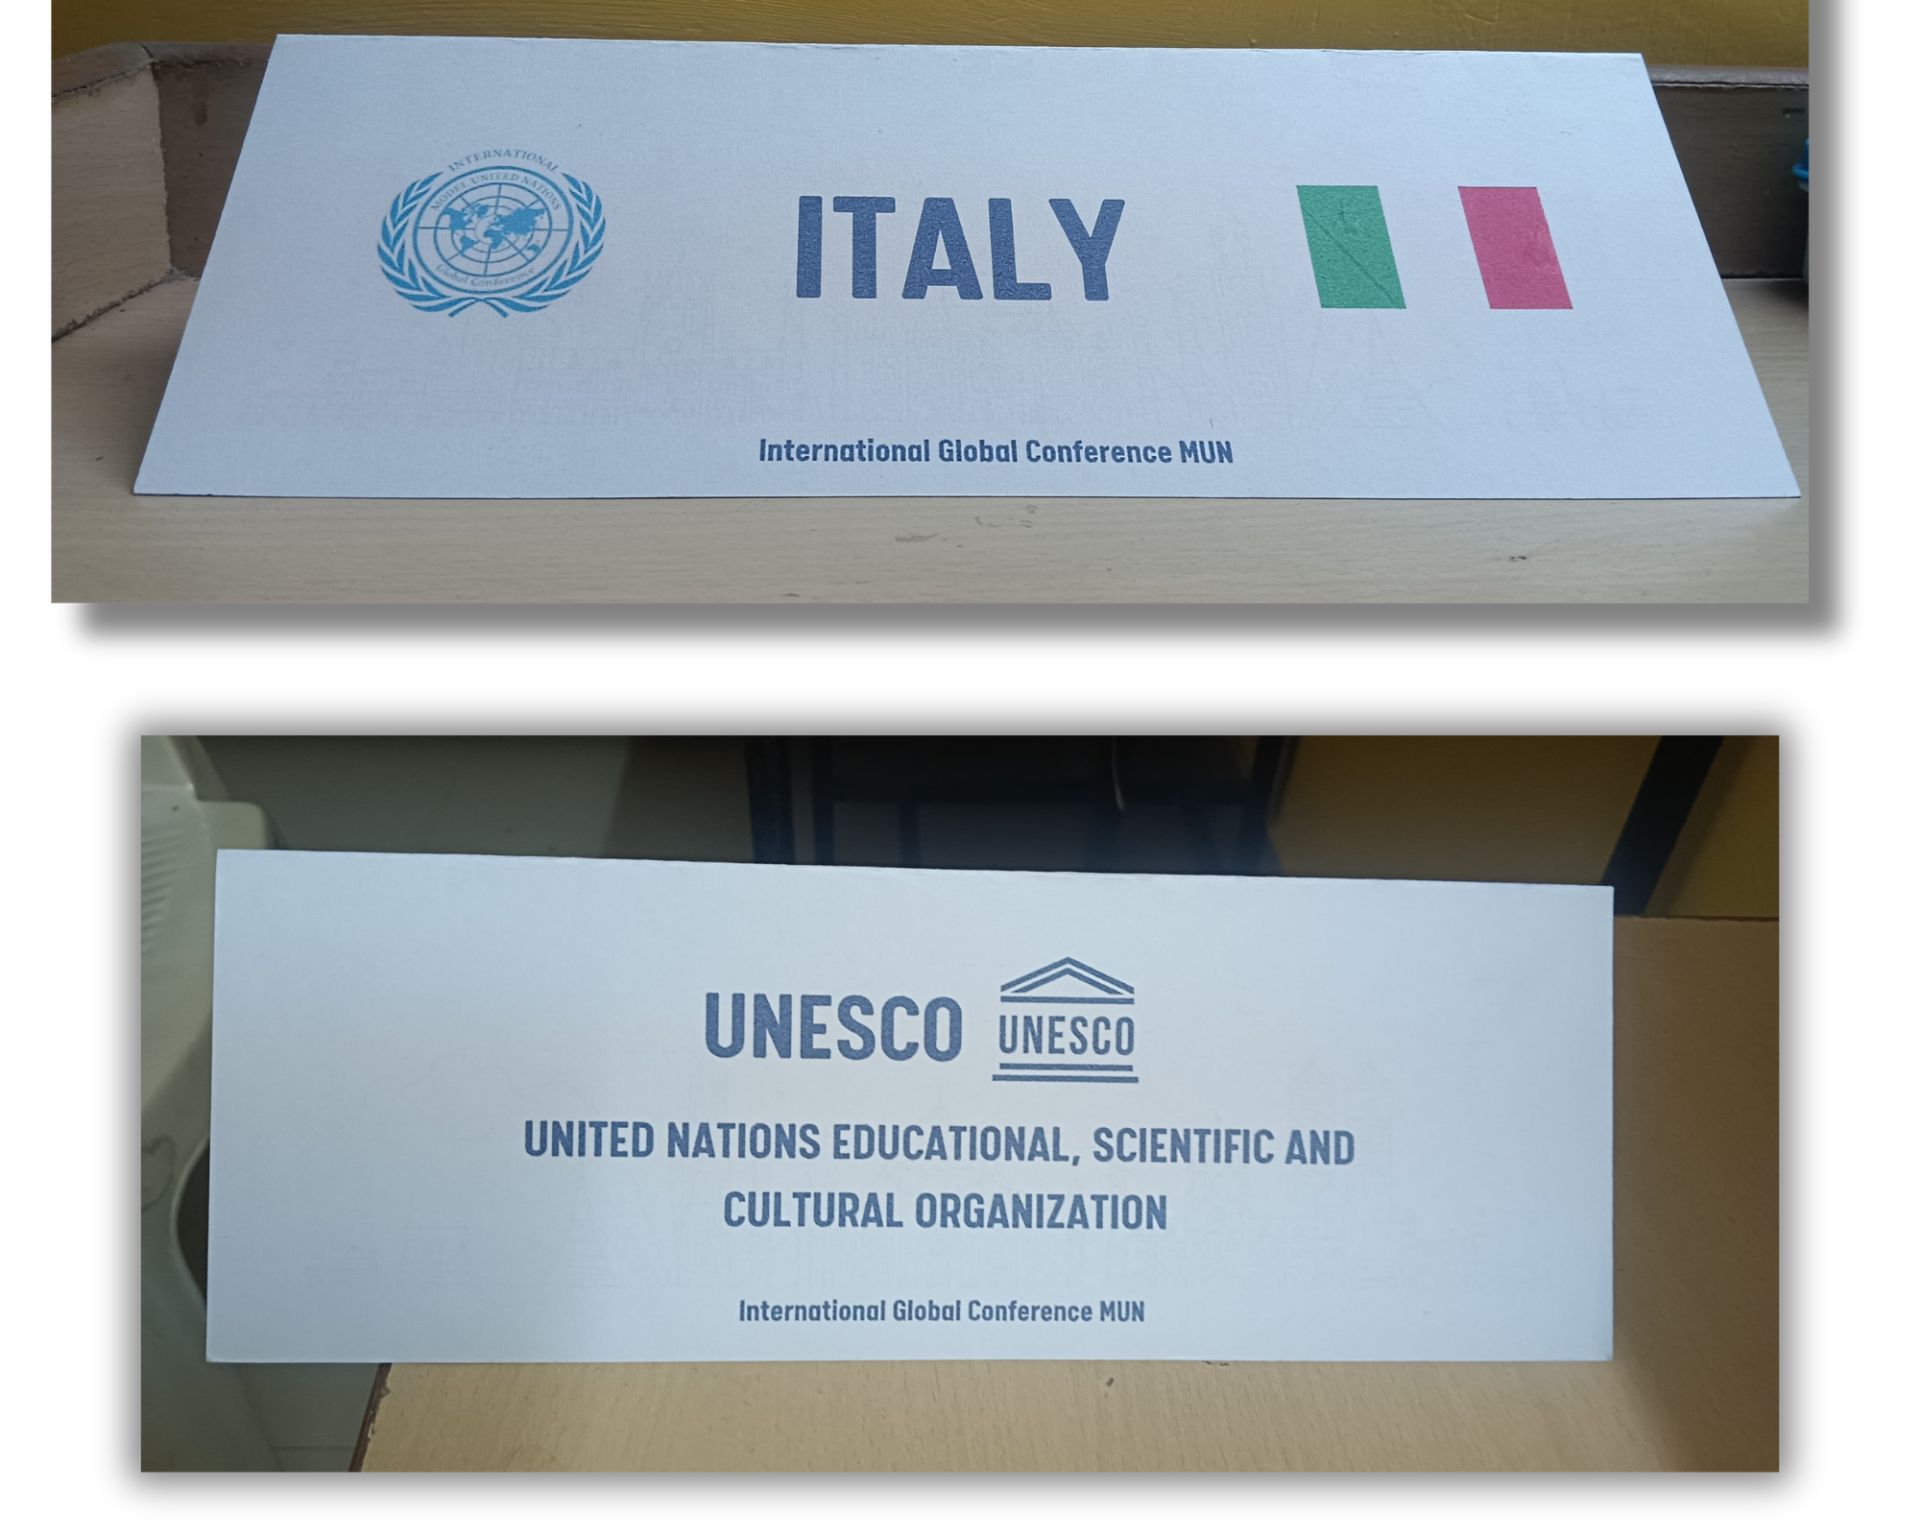 INTERNATIONAL
MODEL UNITED NATIONS
Global Conference
ITALY
International Global Conference MUN
UNESCO
UNESCO
UNITED NATIONS EDUCATIONAL, SCIENTIFIC AND
CULTURAL ORGANIZATION
International Global Conference MUN